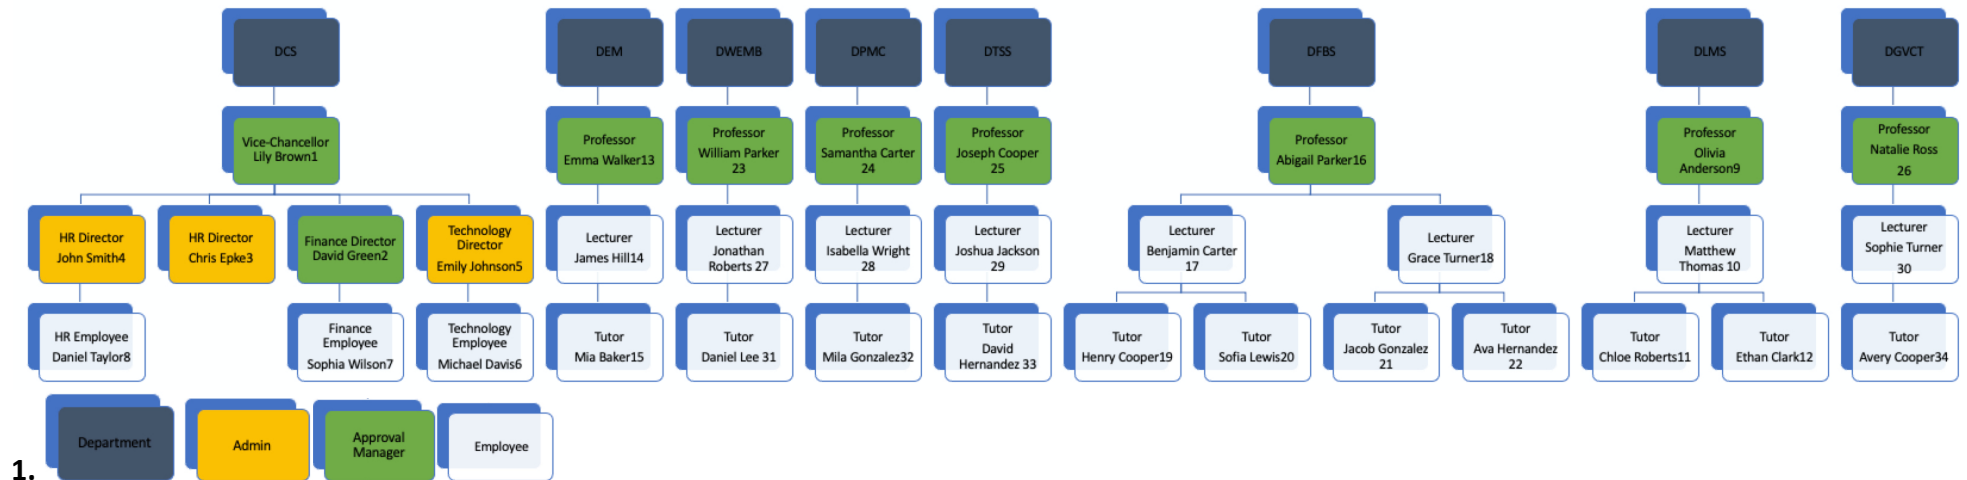 DCS
DEM
DWEMB
DPMC
DTSS
DFBS
DLMS
DGVCT
Vice-Chancellor
Lily Brown1
Professor
Emma Walker13
Professor
William Parker
23
Professor
Samantha Carter
24
Professor
Joseph Cooper
25
Professor
Abigail Parker16
Professor
Olivia
Anderson9
Professor
Natalie Ross
26
HR Director
John Smith4
HR Director
Chris Epke3
Finance Director
David Green2
Technology
Director
Emily Johnson5
Lecturer
James Hill14
Lecturer
Jonathan
Roberts 27
Lecturer
Isabella Wright
28
Lecturer
Joshua Jackson
29
Lecturer
Benjamin Carter
17
Lecturer
Grace Turner18
Lecturer
Matthew
Thomas 10
Lecturer
Sophie Turner
30
HR Employee
Daniel Taylor8
Finance
Employee
Sophia Wilson7
Technology
Employee
Michael Davis6
Tutor
Mia Baker15
Tutor
Daniel Lee 31
Tutor
Mila Gonzalez32
Tutor
David
Hernandez 33
Tutor
Henry Cooper19
Tutor
Sofia Lewis20
Tutor
Jacob Gonzalez
21
Tutor
Ava Hernandez
22
Tutor
Chloe Roberts11
Tutor
Ethan Clark12
Tutor
Avery Cooper34
1.
Department
Admin
Approval
Manager
Employee